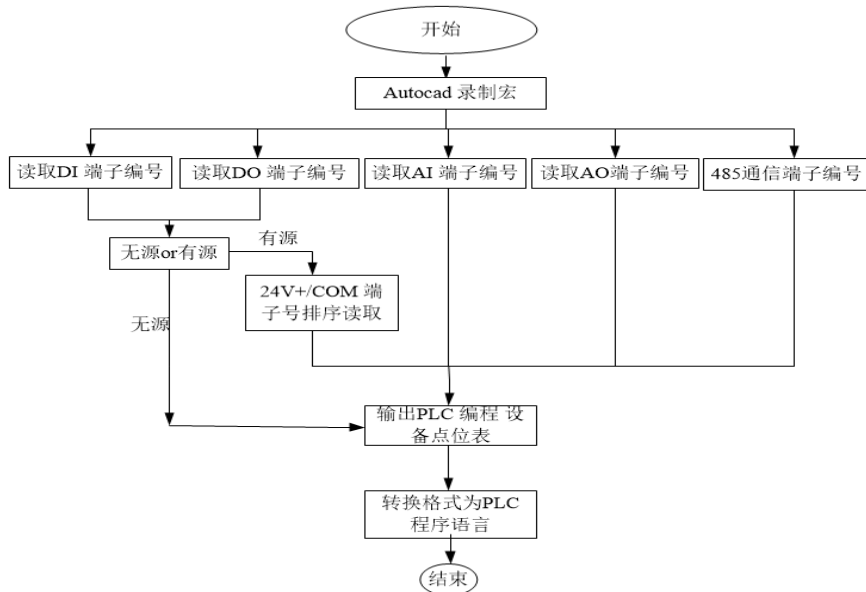 开始
Autocad 录制宏
读取DI 端子编号
读取DO 端子编号
读取AI 端子编号
读取AO端子编号
485通信端子编号
无源or有源
有源
24V+/COM 端
子号排序读取
无源
输出PLC 编程 设
备点位表
转换格式为PLC
程序语言
结束